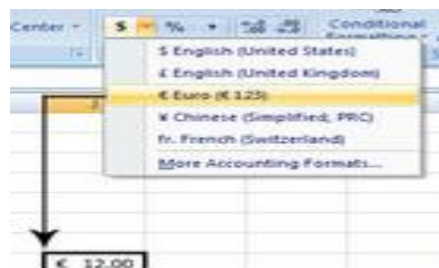 Center
$ % , Conditional
Formatting
$ English (United States)
£ English (United Kingdom)
€ Euro (€ 123)
¥ Chinese (Simplified, PRC)
fr. French (Switzerland)
More Accounting Formats...
€ 12.00